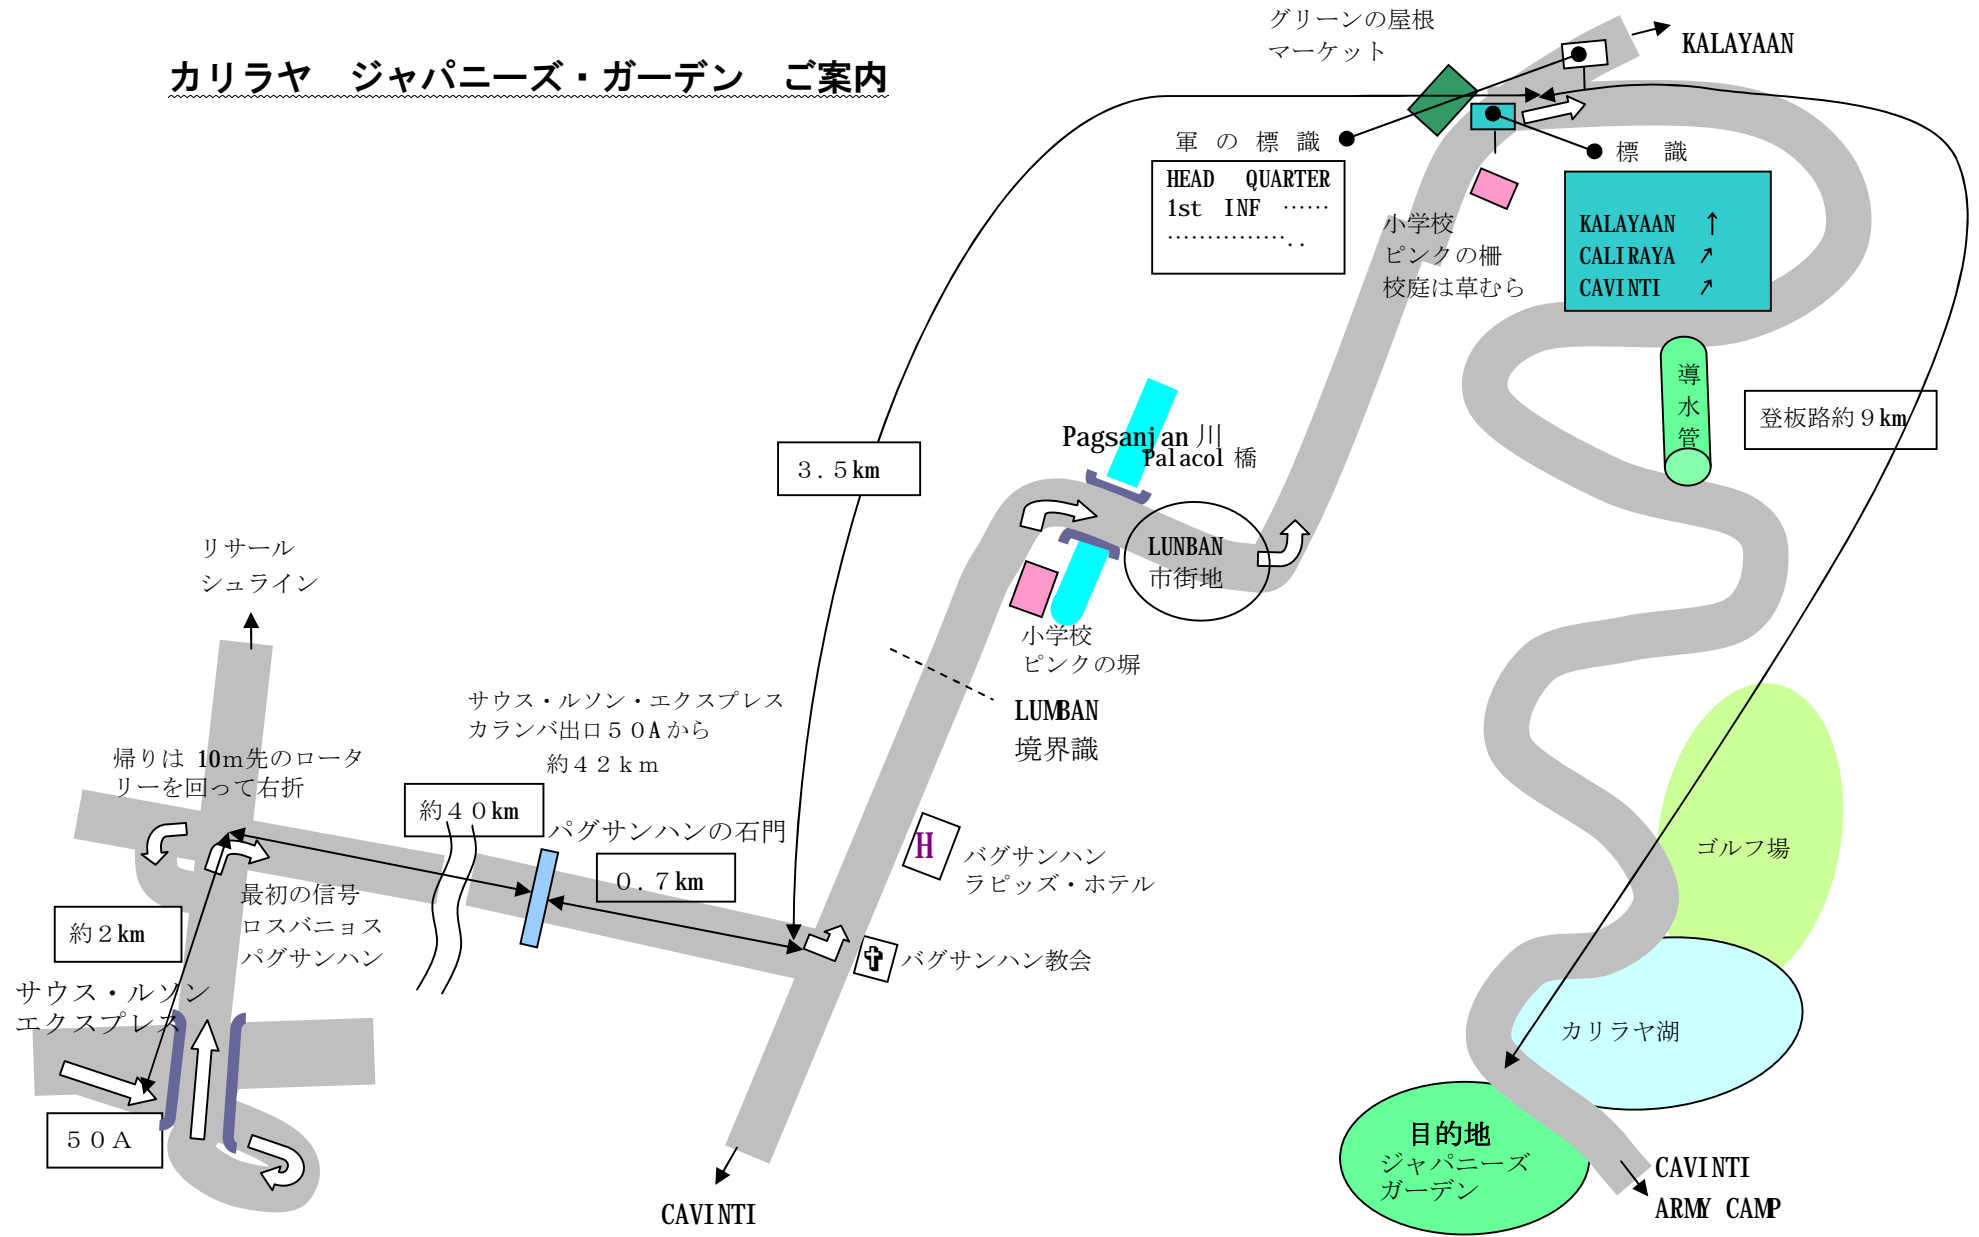 カリラヤ　ジャパニーズ・ガーデン　ご案内
グリーンの屋根
マーケット
KALAYAAN
軍 の 標 識
HEAD QUARTER
1st INF ……
……………..
標 識
KALAYAAN ↑
CALIRAYA ↗
CAVINTI ↗
小学校
ピンクの柵
校庭は草むら
導
水
管
登板路約９km
Pagsanjan 川
Palacol 橋
３.５km
LUNBAN
市街地
リサール
シュライン
小学校
ピンクの塀
LUMBAN
境界識
サウス・ルソン・エクスプレス
カランバ出口５０Aから
約４２ｋｍ
帰りは 10ｍ先のロータ
リーを回って右折
約４０km
パグサンハンの石門
０.７km
H
バグサンハン
ラピッズ・ホテル
ゴルフ場
最初の信号
ロスバニョス
パグサンハン
約２km
バグサンハン教会
サウス・ルソン
エクスプレス
カリラヤ湖
５０Ａ
目的地
ジャパニーズ
ガーデン
CAVINTI
ARMY CAMP
CAVINTI